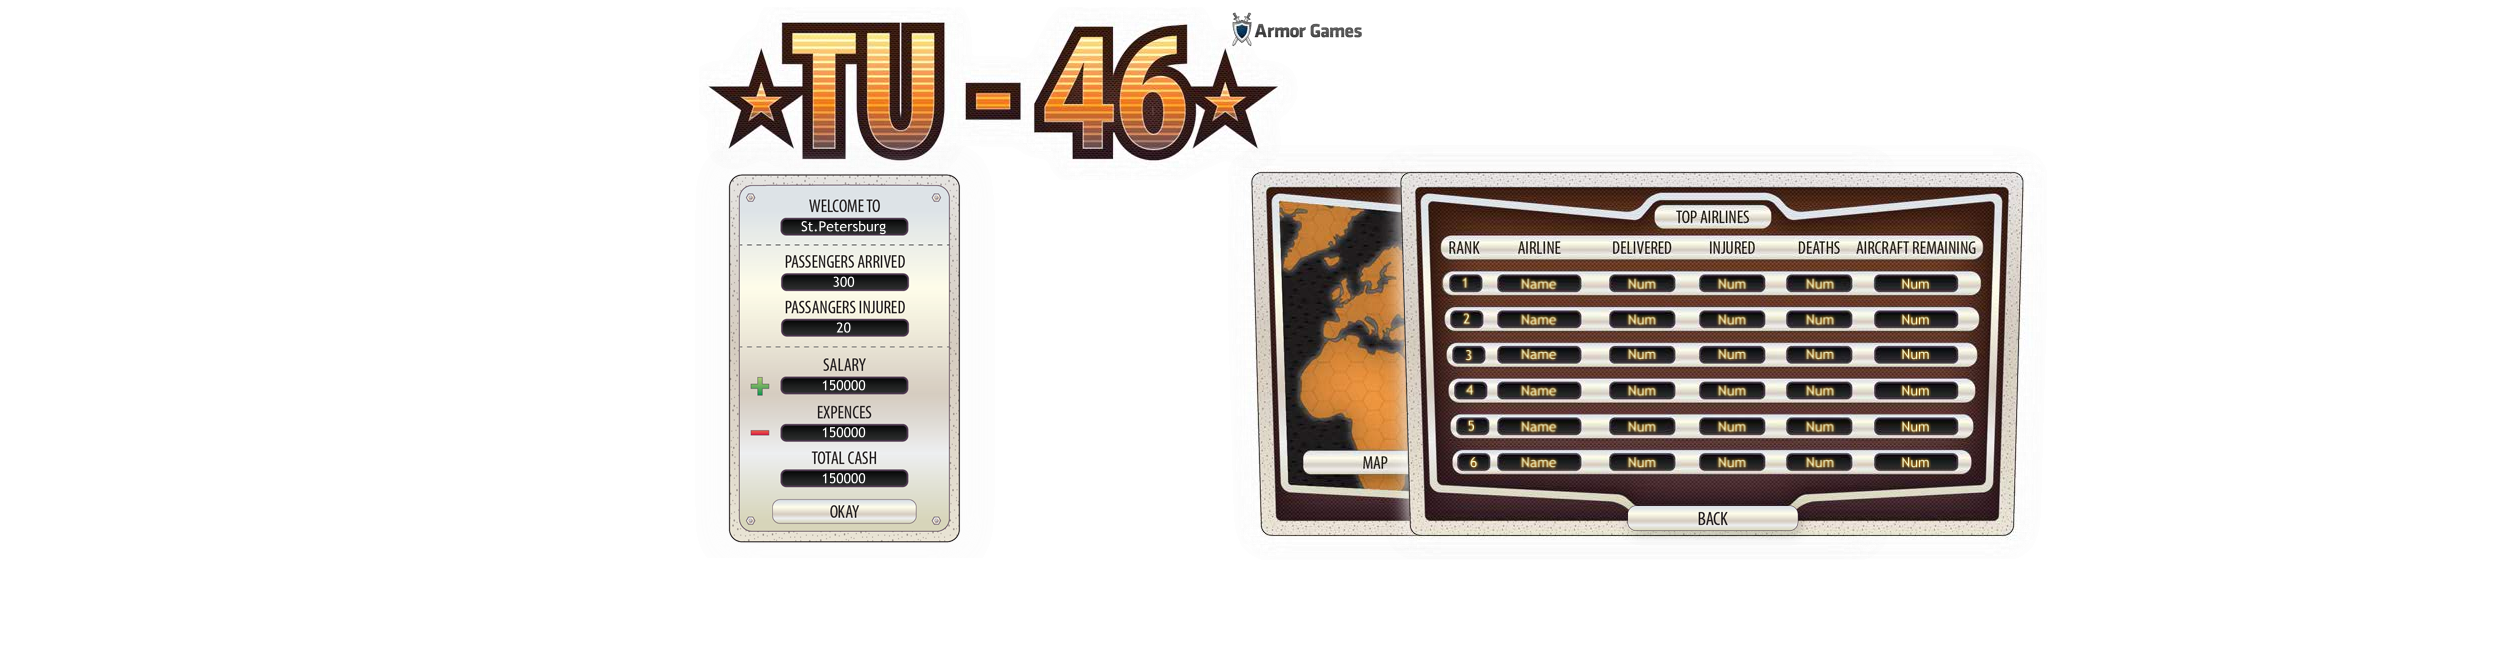 TU-46
Armor Games
WELCOME TO
St.Petersburg
PASSENGERS ARRIVED
300
PASSANGERS INJURED
20
SALARY
150000
EXPENCES
150000
TOTAL CASH
150000
OKAY
MAP
TOP AIRLINES
RANK AIRLINE DELIVERED INJURED DEATHS AIRCRAFT REMAINING
1 Name Num Num Num Num
2 Name Num Num Num Num
3 Name Num Num Num Num
4 Name Num Num Num Num
5 Name Num Num Num Num
6 Name Num Num Num Num
BACK